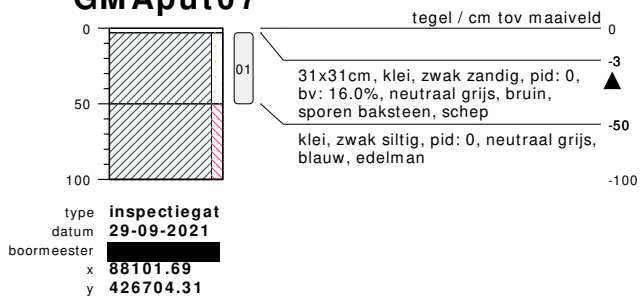 GMAput07
tegel / cm tov maaiveld
0
0
-3
01
31x31cm, klei, zwak zandig, pid: 0,
bv: 16.0%, neutraal grijs, bruin,
sporen baksteen, schep
50
-50
klei, zwak siltig, pid: 0, neutraal grijs,
blauw, edelman
100
-100
type inspectiegat
datum 29-09-2021
boormeester
x 88101.69
y 426704.31